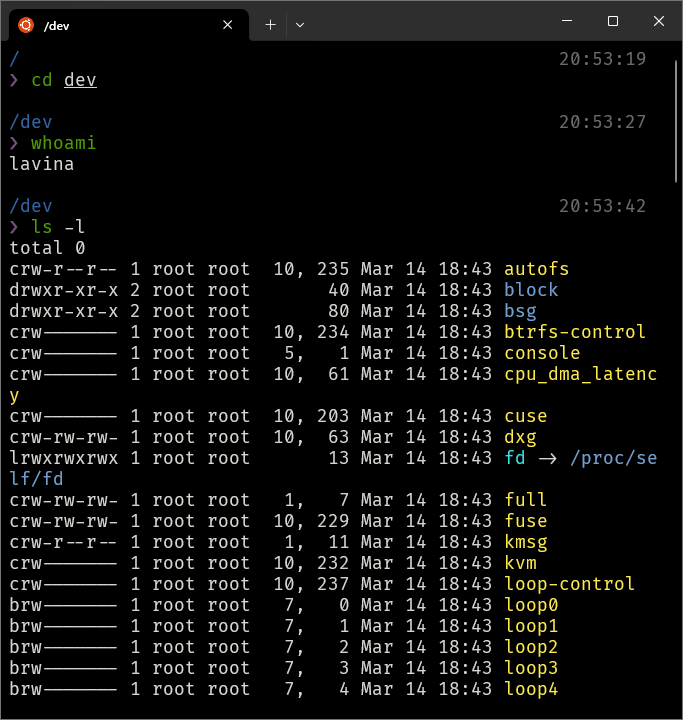 /dev
/ 20:53:19
❯ cd dev
/dev 20:53:27
❯ whoami
lavina
/dev 20:53:42
❯ ls -l
total 0
crw-r--r-- 1 root root  10, 235 Mar 14 18:43 autofs
drwxr-xr-x 2 root root       40 Mar 14 18:43 block
drwxr-xr-x 2 root root       80 Mar 14 18:43 bsg
crw------- 1 root root  10, 234 Mar 14 18:43 btrfs-control
crw------- 1 root root   5,   1 Mar 14 18:43 console
crw------- 1 root root  10,  61 Mar 14 18:43 cpu_dma_latenc
y
crw------- 1 root root  10, 203 Mar 14 18:43 cuse
crw-rw-rw- 1 root root  10,  63 Mar 14 18:43 dxg
lrwxrwxrwx 1 root root       13 Mar 14 18:43 fd -> /proc/se
lf/fd
crw-rw-rw- 1 root root   1,   7 Mar 14 18:43 full
crw-rw-rw- 1 root root  10, 229 Mar 14 18:43 fuse
crw-r--r-- 1 root root   1,  11 Mar 14 18:43 kmsg
crw------- 1 root root  10, 232 Mar 14 18:43 kvm
crw------- 1 root root  10, 237 Mar 14 18:43 loop-control
brw------- 1 root root   7,   0 Mar 14 18:43 loop0
brw------- 1 root root   7,   1 Mar 14 18:43 loop1
brw------- 1 root root   7,   2 Mar 14 18:43 loop2
brw------- 1 root root   7,   3 Mar 14 18:43 loop3
brw------- 1 root root   7,   4 Mar 14 18:43 loop4